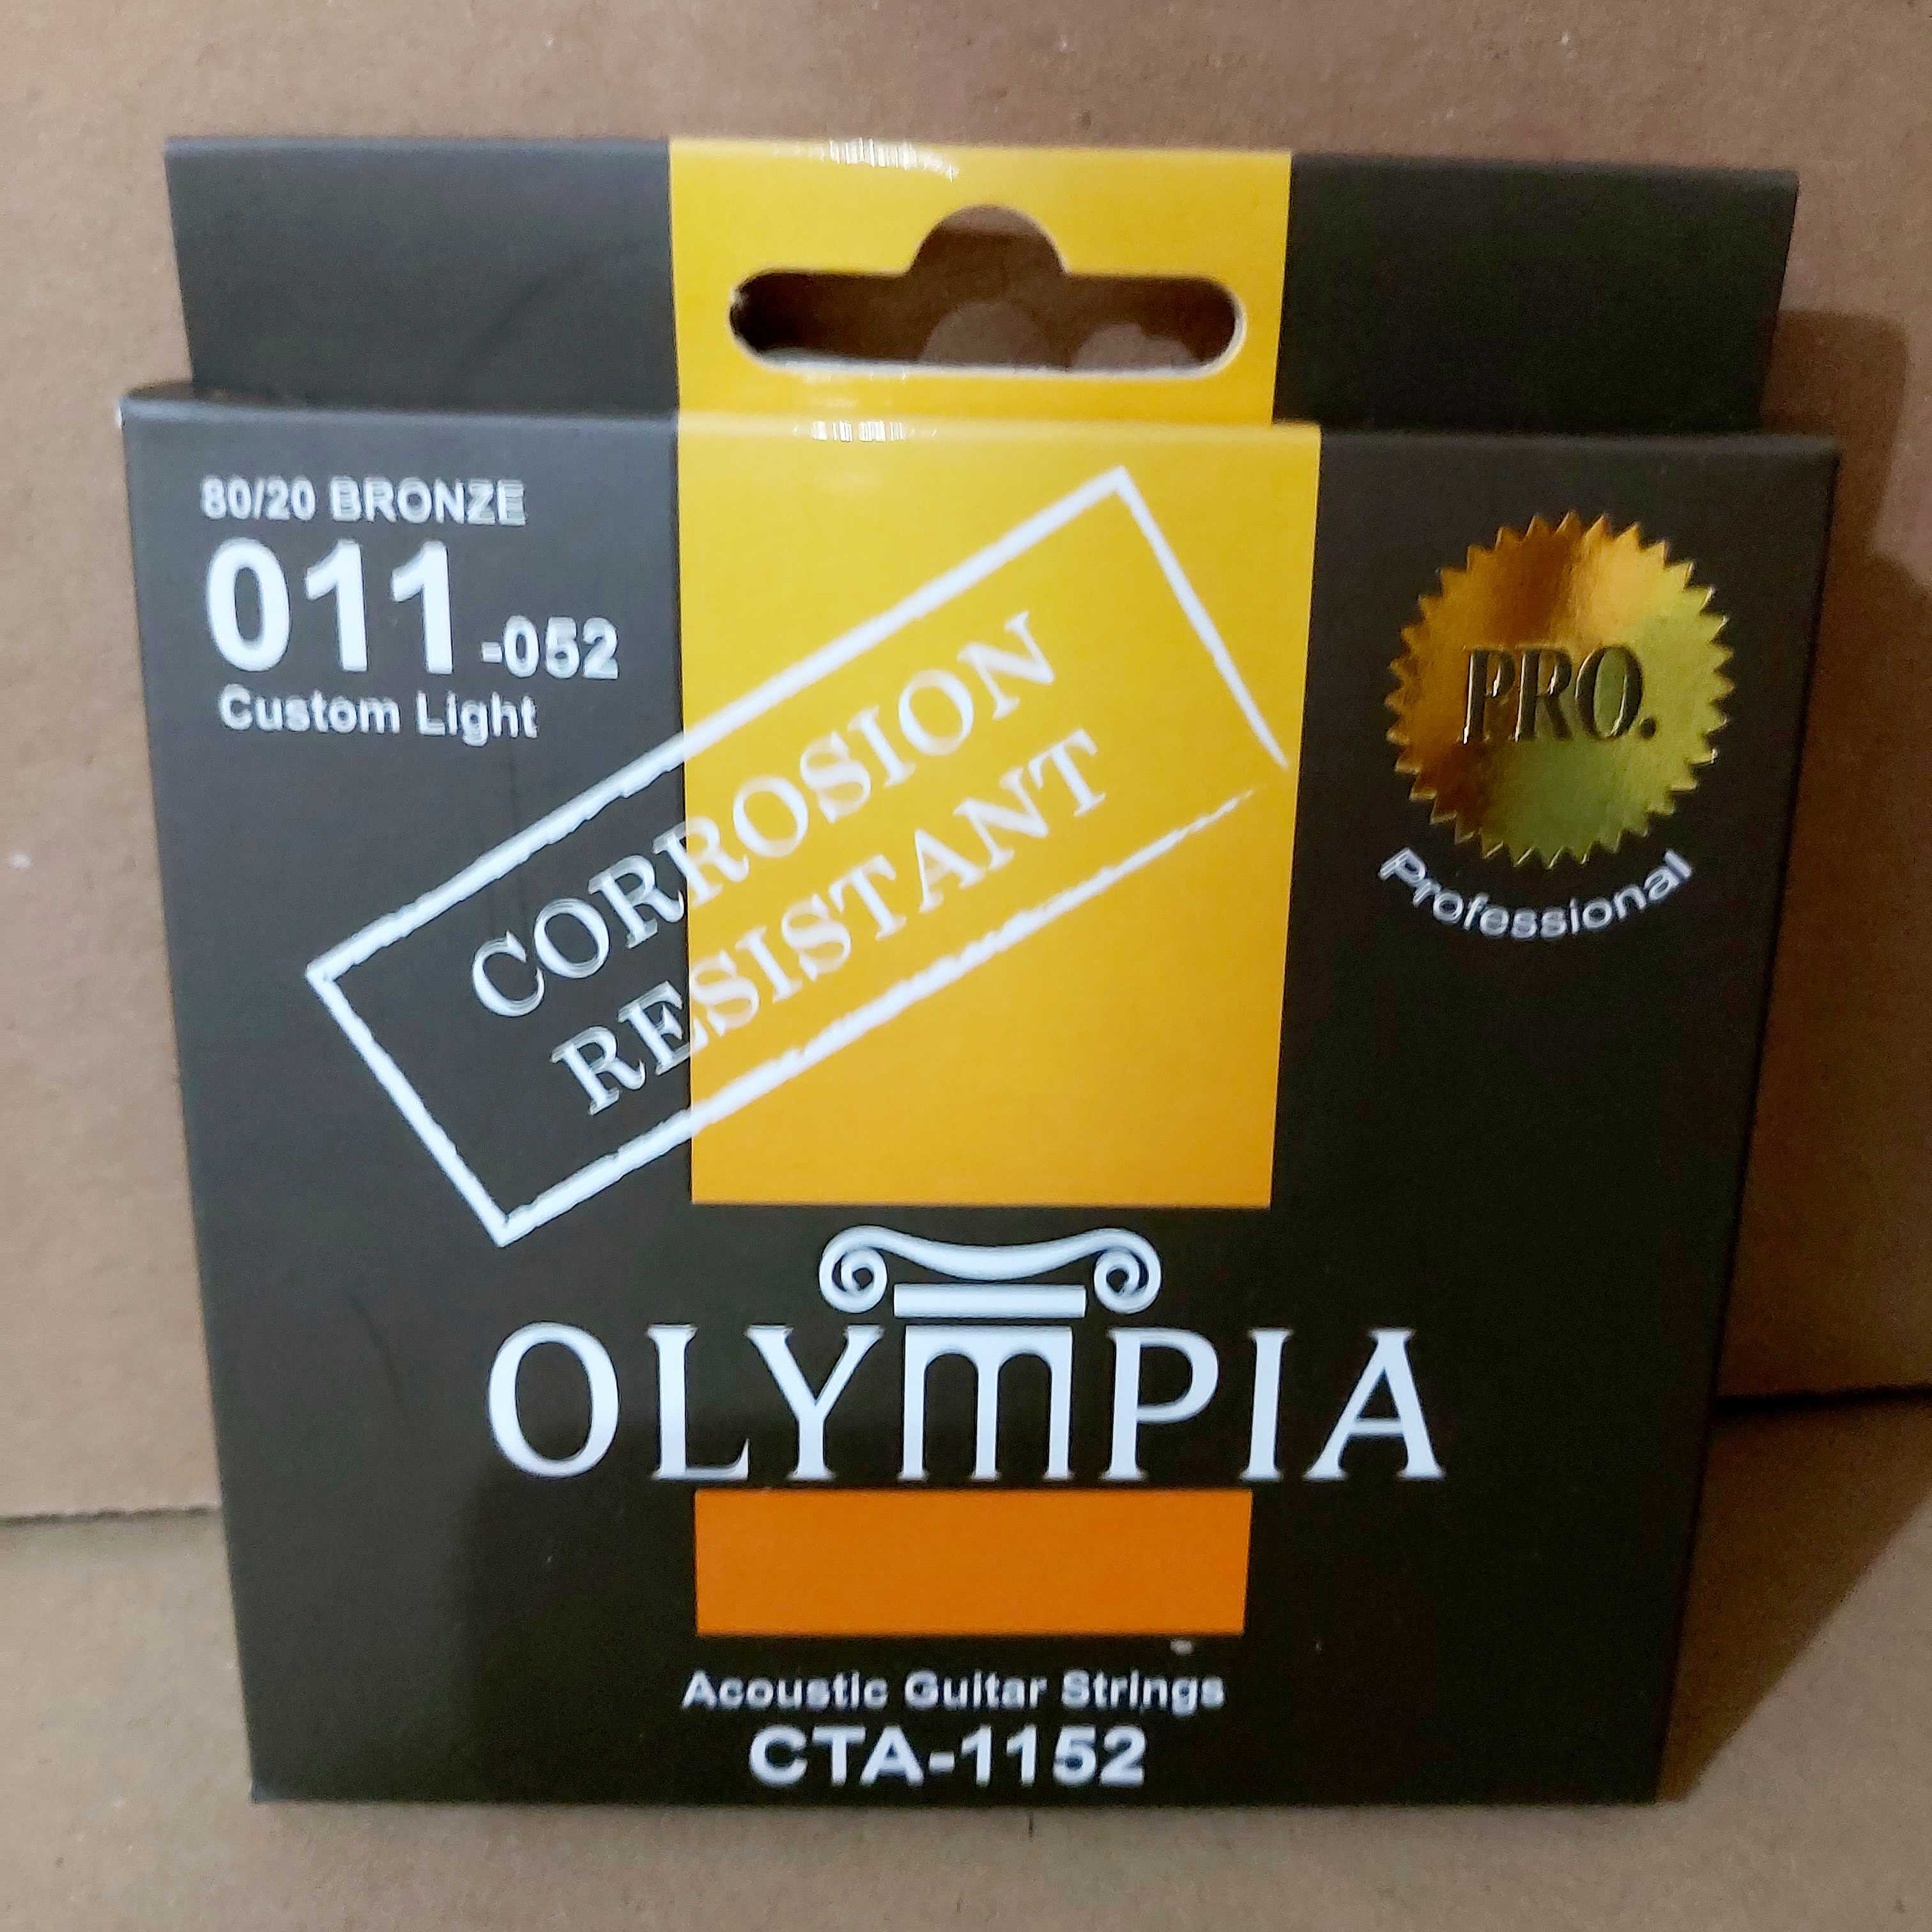 80/20 BRONZE
011-052
Custom Light
CORROSION
RESISTANT
PRO.
Professional
OLYMPIA
Acoustic Guitar Strings
CTA-1152